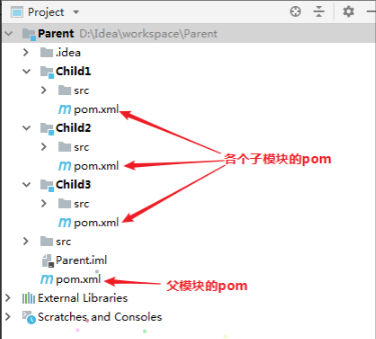 Project
Parent D:\Idea\workspace\Parent
.idea
Child1
src
pom.xml
Child2
src
pom.xml
各个子模块的pom
Child3
src
pom.xml
src
Parent.iml
pom.xml
父模块的pom
External Libraries
Scratches and Consoles